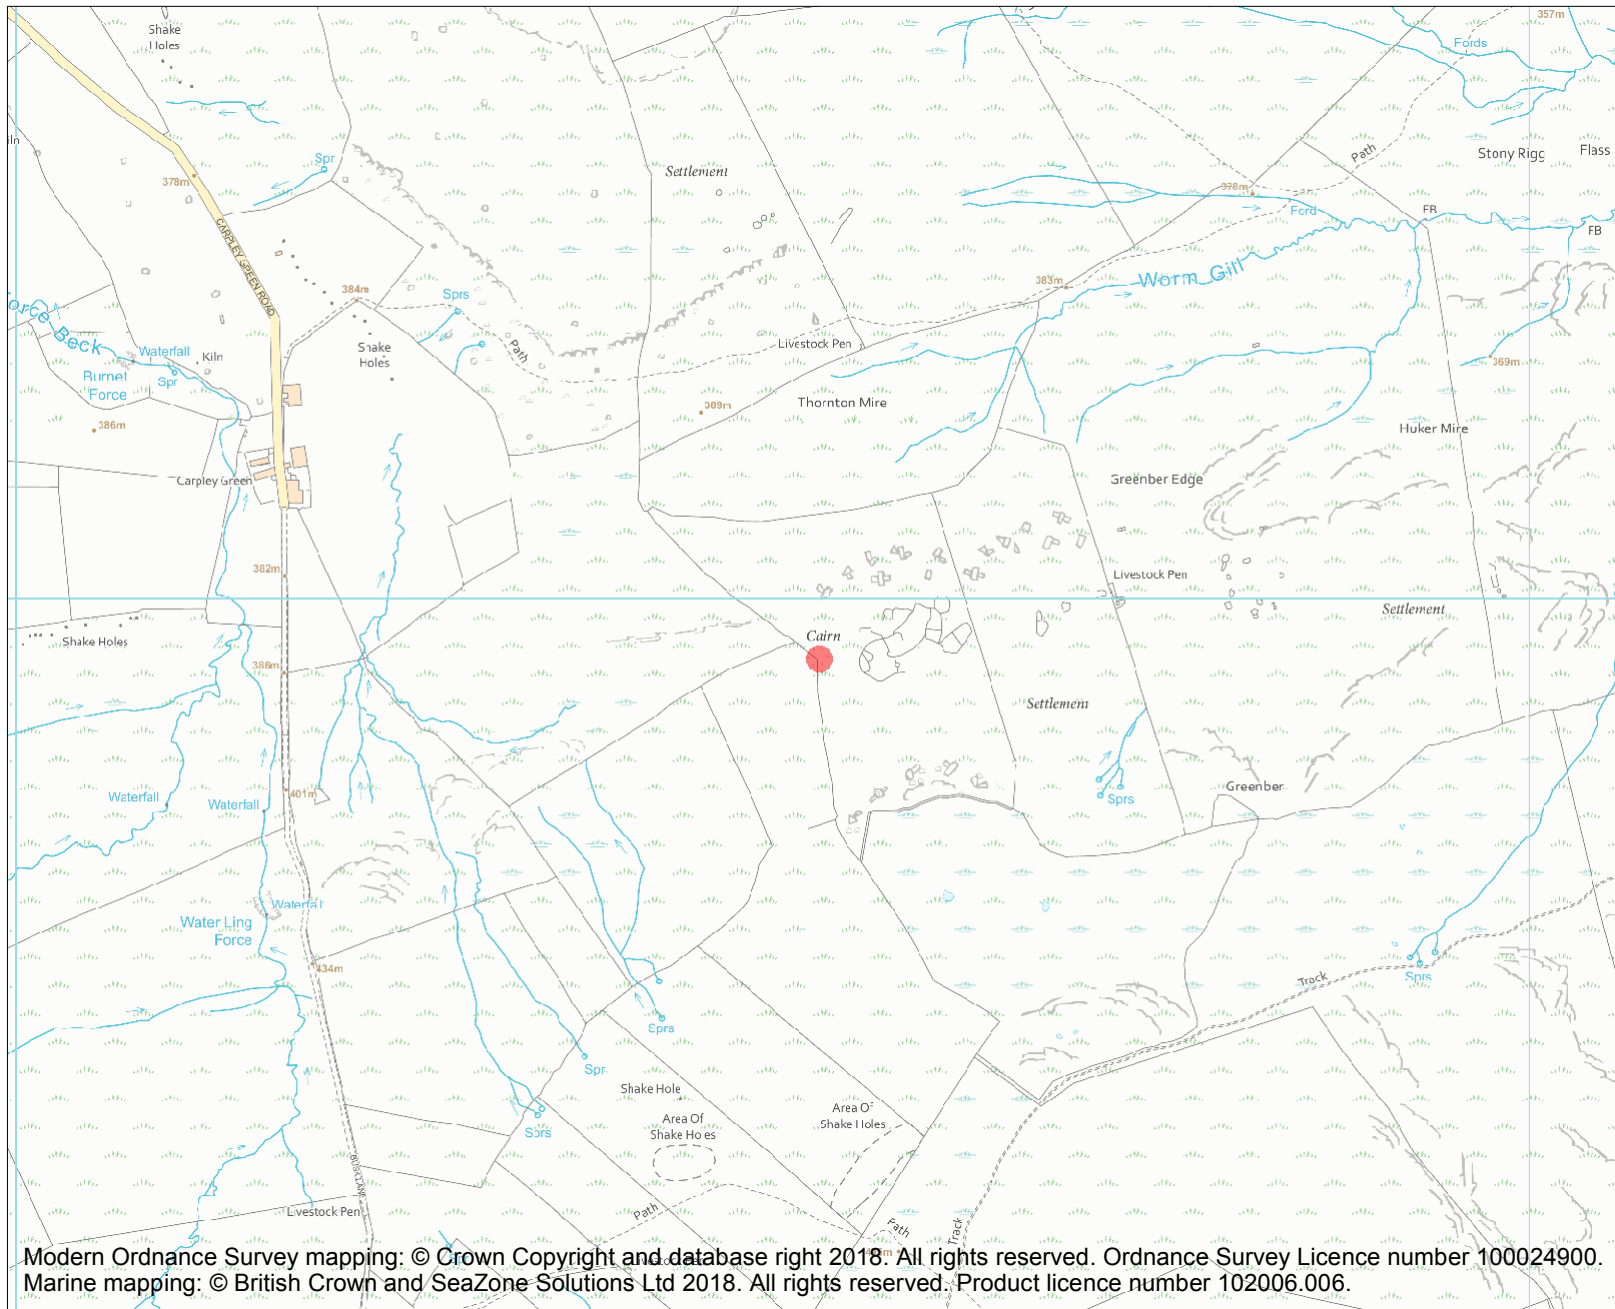 Shake
Holes
357m
Fords
Path
Stony Rigg
Flass
Spr
378m
Settlement
378m
Ford
FB
FB
CARPLEY GREEN ROAD
Worm Gill
383m
384m
Sprs
Path
Force Beck
Waterfall
Kiln
Spr
Burnet
Force
Shake
Holes
Livestock Pen
369m
386m
Thornton Mire
Huker Mire
Carpley Green
Greenber Edge
382m
Livestock Pen
Settlement
Shake Holes
Cairn
386m
Settlement
Waterfall
Waterfall
401m
Sprs
Greenber
Waterfall
Water Ling
Force
434m
Track
Sprs
Sprs
Spr
Shake Hole
Area Of
Shake Holes
Area Of
Shake Holes
Sprs
BUSK LANE
Livestock Pen
Path
Path
Track
Modern Ordnance Survey mapping: © Crown Copyright and database right 2018. All rights reserved. Ordnance Survey Licence number 100024900.
Marine mapping: © British Crown and SeaZone Solutions Ltd 2018. All rights reserved. Product licence number 102006.006.